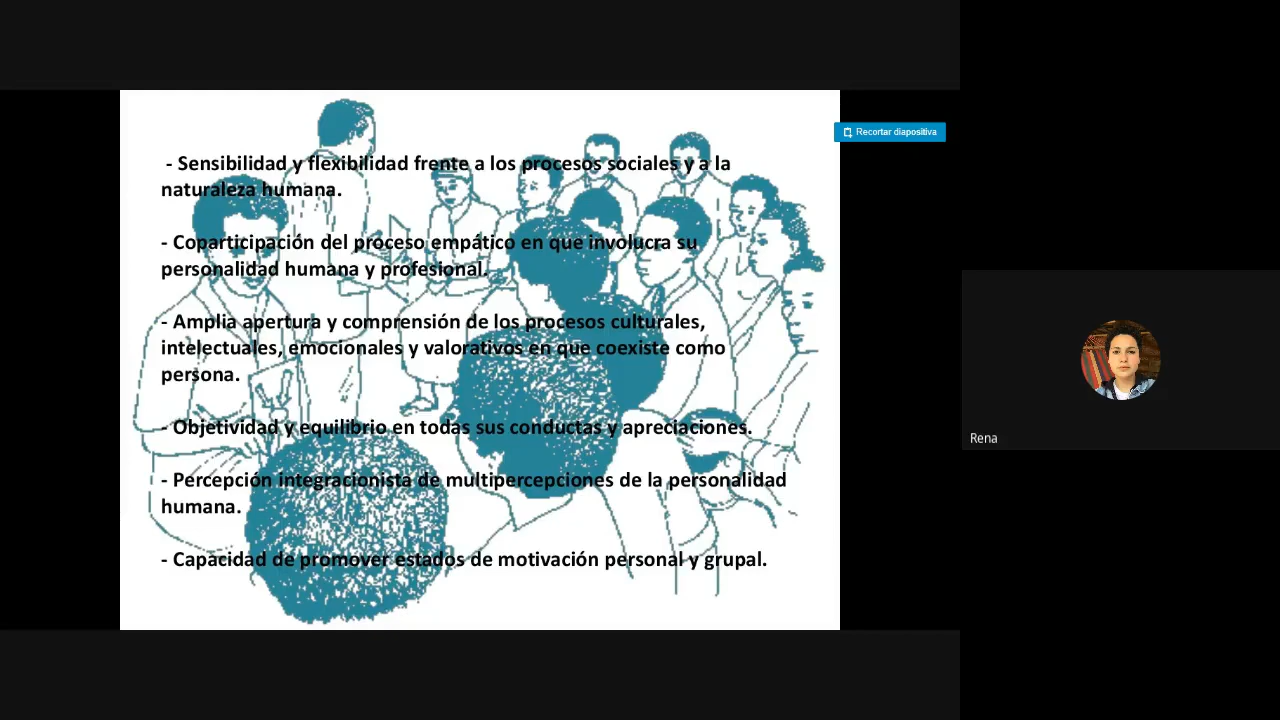 - Sensibilidad y flexibilidad frente a los procesos sociales y a la
naturaleza humana.
- Coparticipación del proceso empático en que involucra su
personalidad humana y profesional.
- Amplia apertura y comprensión de los procesos culturales,
intelectuales, emocionales y valorativos en que coexiste como
persona.
- Objetividad y equilibrio en todas sus conductas y apreciaciones.
- Percepción integracionista de multipercepciones de la personalidad
humana.
- Capacidad de promover estados de motivación personal y grupal.
Recortar diapositiva
Rena